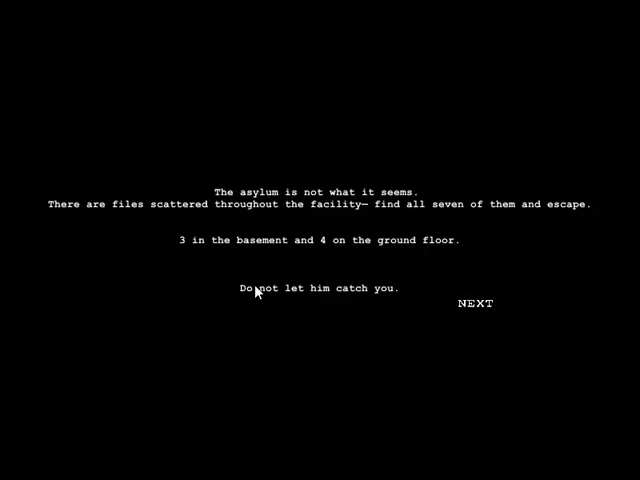 The asylum is not what it seems.
There are files scattered throughout the facility— find all seven of them and escape.
3 in the basement and 4 on the ground floor.
Do not let him catch you.
NEXT